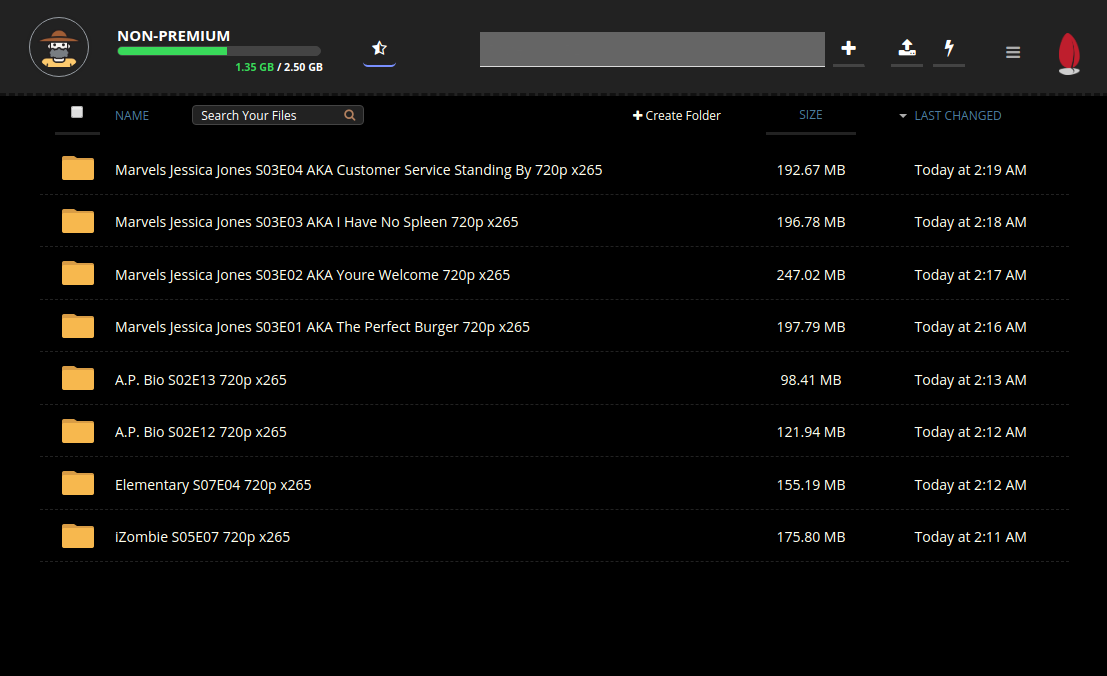 NON-PREMIUM
1.35 GB / 2.50 GB
NAME Search Your Files Create Folder SIZE LAST CHANGED
Marvels Jessica Jones S03E04 AKA Customer Service Standing By 720p x265 192.67 MB Today at 2:19 AM
Marvels Jessica Jones S03E03 AKA I Have No Spleen 720p x265 196.78 MB Today at 2:18 AM
Marvels Jessica Jones S03E02 AKA Youre Welcome 720p x265 247.02 MB Today at 2:17 AM
Marvels Jessica Jones S03E01 AKA The Perfect Burger 720p x265 197.79 MB Today at 2:16 AM
A.P. Bio S02E13 720p x265 98.41 MB Today at 2:13 AM
A.P. Bio S02E12 720p x265 121.94 MB Today at 2:12 AM
Elementary S07E04 720p x265 155.19 MB Today at 2:12 AM
iZombie S05E07 720p x265 175.80 MB Today at 2:11 AM